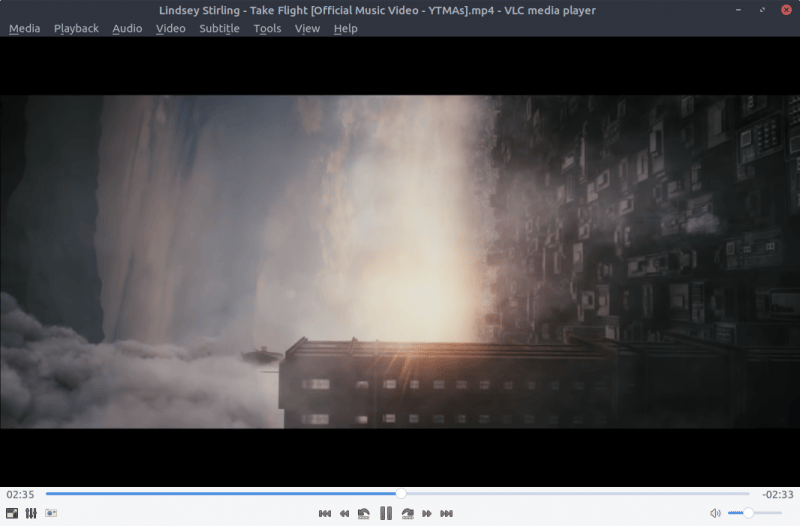 Lindsey Stirling - Take Flight [Official Music Video - YTMAs].mp4 - VLC media player
Media Playback Audio Video Subtitle Tools View Help
02:35 -02:33